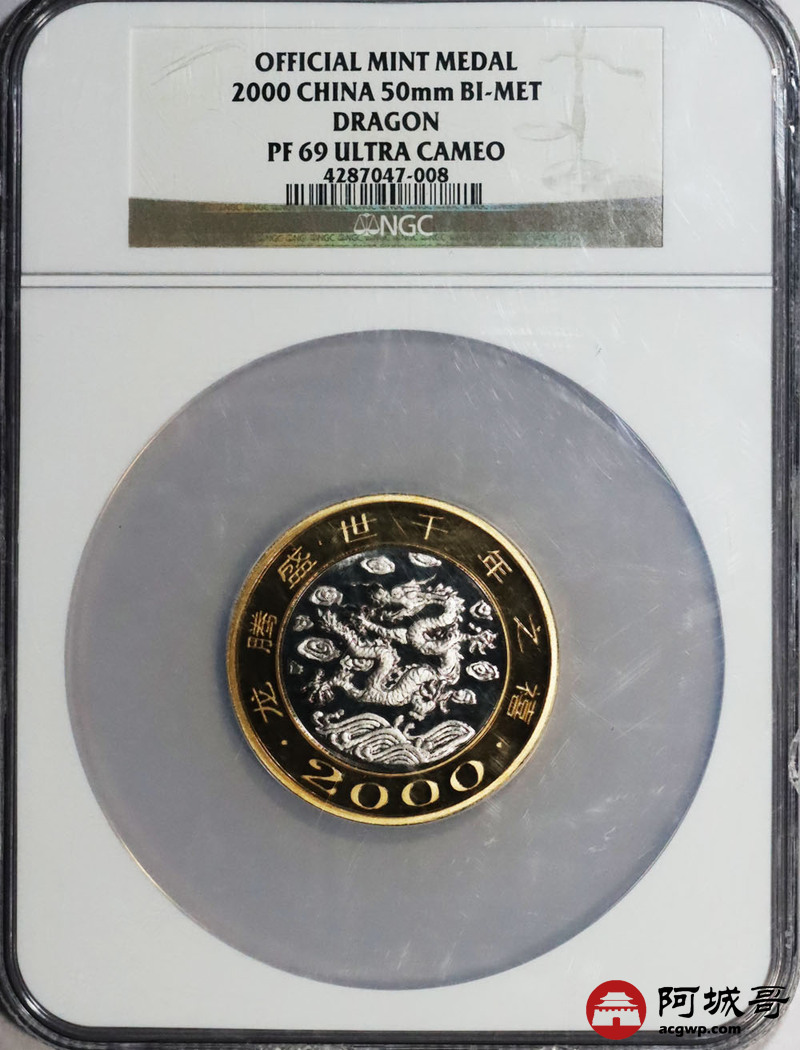 OFFICIAL MINT MEDAL
2000 CHINA 50mm BI-MET
DRAGON
PF 69 ULTRA CAMEO
4287047-008
NGC
龙腾盛世千年之禧
·2000·
阿城哥
acgwp.com